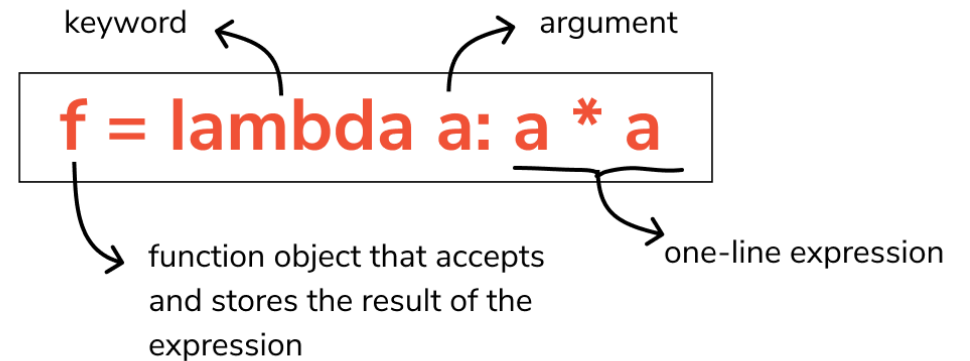 keyword
argument
f = lambda a: a * a
function object that accepts
and stores the result of the
expression
one-line expression